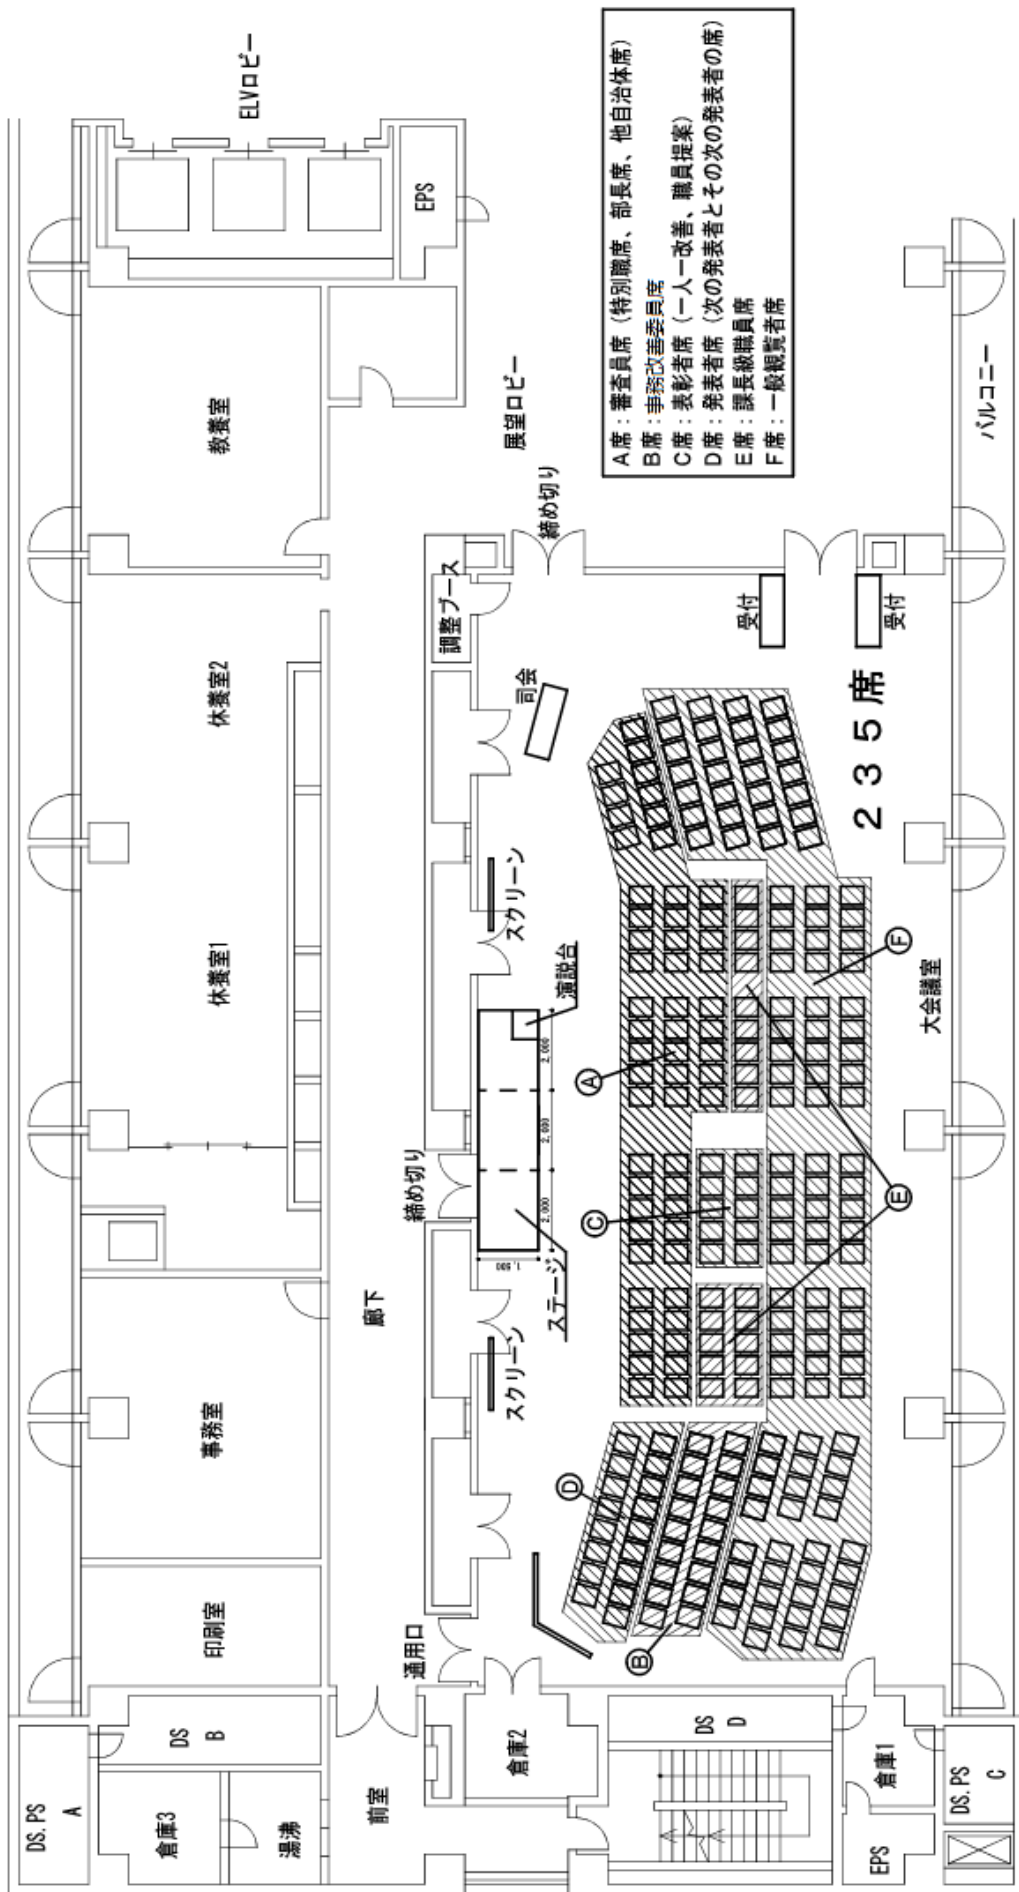 DS.PS
A
DS
B
倉庫3
湯沸
前室
印刷室
事務室
休養室1
休養室2
教養室
ELVロビー
EPS
廊下
展望ロビー
通用口
締め切り
調整ブース
締め切り
倉庫2
スクリーン
ステージ
1,500
2,000
2,000
2,000
演説台
スクリーン
司会
A席：審査員席（特別職席、部長席、他自治体席）
B席：事務改善委員席
C席：表彰者席（一人一改善、職員提案）
D席：発表者席（次の発表者とその次の発表者の席）
E席：課長級職員席
F席：一般観覧者席
D
B
C
A
E
F
受付
受付
235席
DS
D
倉庫1
EPS
DS.PS
C
大会議室
バルコニー